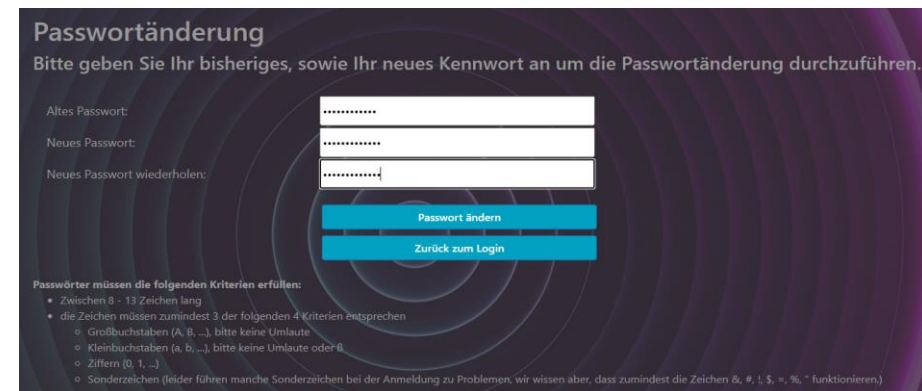 Passwortänderung
Bitte geben Sie Ihr bisheriges, sowie Ihr neues Kennwort an um die Passwortänderung durchzuführen.
Altes Passwort: ••••••••••••
Neues Passwort: •••••••••••••
Neues Passwort wiederholen: •••••••••••••
Passwort ändern
Zurück zum Login
Passwörter müssen die folgenden Kriterien erfüllen:
• Zwischen 8 - 13 Zeichen lang
• die Zeichen müssen zumindest 3 der folgenden 4 Kriterien entsprechen
○ Großbuchstaben (A, B, ...), bitte keine Umlaute
○ Kleinbuchstaben (a, b, ...), bitte keine Umlaute oder ß
○ Ziffern (0, 1, ...)
○ Sonderzeichen (leider führen manche Sonderzeichen bei der Anmeldung zu Problemen, wir wissen aber, dass zumindest die Zeichen &, #, !, $, =, %, * funktionieren.)